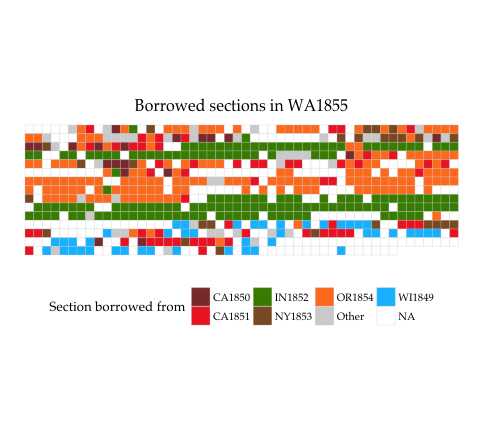 Borrowed sections in WA1855
Section borrowed from
CA1850 IN1852 OR1854 WI1849
CA1851 NY1853 Other NA